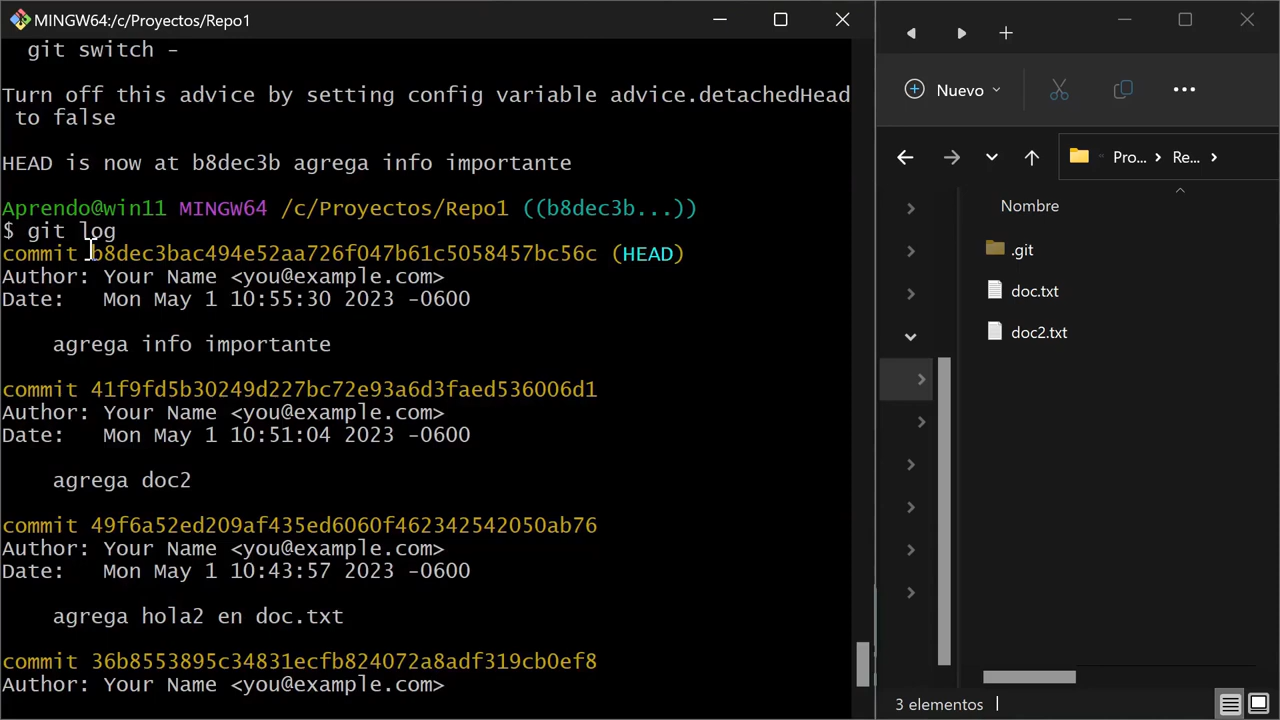 MINGW64:/c/Proyectos/Repo1
git switch -
Turn off this advice by setting config variable advice.detachedHead
to false
HEAD is now at b8dec3b agrega info importante
Aprendo@win11 MINGW64 /c/Proyectos/Repo1 ((b8dec3b...))
$ git log
commit b8dec3bac494e52aa726f047b61c5058457bc56c (HEAD)
Author: Your Name <you@example.com>
Date:   Mon May 1 10:55:30 2023 -0600
agrega info importante
commit 41f9fd5b30249d227bc72e93a6d3faed536006d1
Author: Your Name <you@example.com>
Date:   Mon May 1 10:51:04 2023 -0600
agrega doc2
commit 49f6a52ed209af435ed6060f462342542050ab76
Author: Your Name <you@example.com>
Date:   Mon May 1 10:43:57 2023 -0600
agrega hola2 en doc.txt
commit 36b8553895c34831ecfb824072a8adf319cb0ef8
Author: Your Name <you@example.com>
Nuevo
Pro... Re...
Nombre
.git
doc.txt
doc2.txt
3 elementos